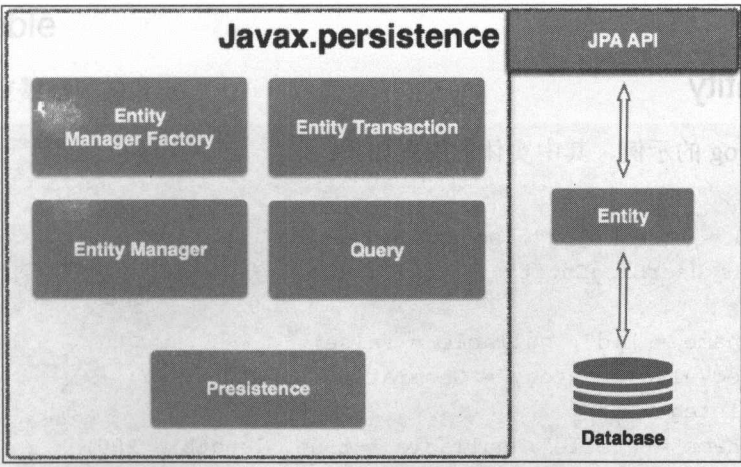 Javax.persistence
JPA API
Entity
Manager Factory
Entity Transaction
Entity Manager
Query
Entity
Presistence
Database